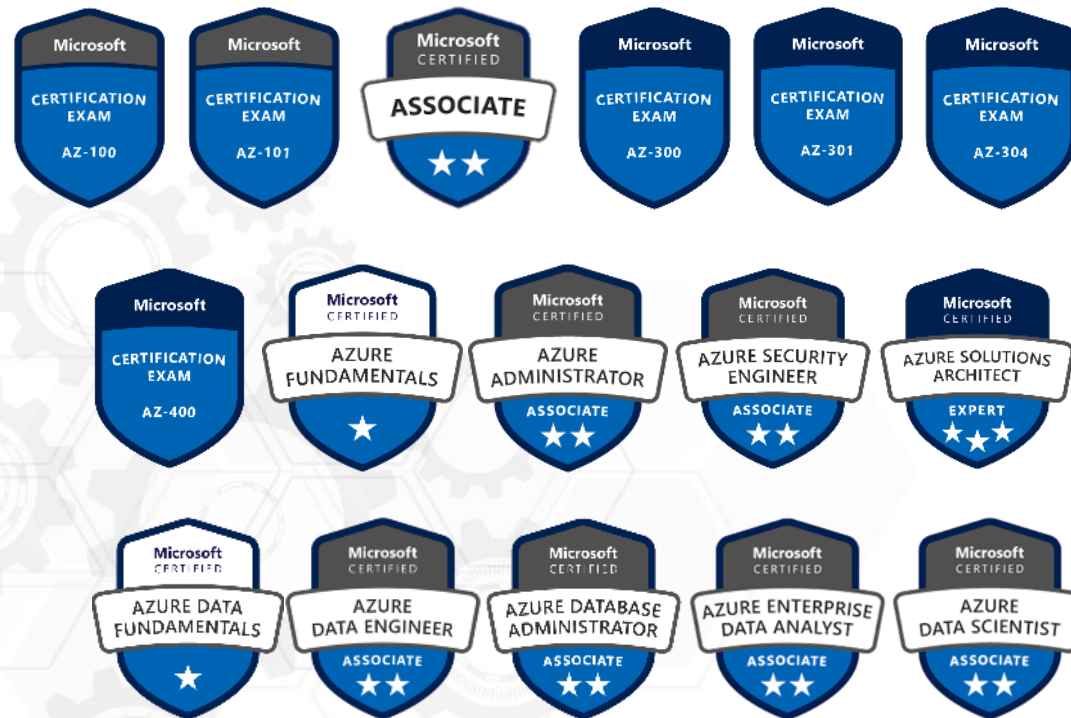 Microsoft
CERTIFICATION
EXAM
AZ-100
Microsoft
CERTIFICATION
EXAM
AZ-101
Microsoft
CERTIFIED
ASSOCIATE
Microsoft
CERTIFICATION
EXAM
AZ-300
Microsoft
CERTIFICATION
EXAM
AZ-301
Microsoft
CERTIFICATION
EXAM
AZ-304
Microsoft
CERTIFICATION
EXAM
AZ-400
Microsoft
CERTIFIED
AZURE
FUNDAMENTALS
Microsoft
CERTIFIED
AZURE
ADMINISTRATOR
ASSOCIATE
Microsoft
CERTIFIED
AZURE SECURITY
ENGINEER
ASSOCIATE
Microsoft
CERTIFIED
AZURE SOLUTIONS
ARCHITECT
EXPERT
Microsoft
CERTIFIED
AZURE DATA
FUNDAMENTALS
Microsoft
CERTIFIED
AZURE
DATA ENGINEER
ASSOCIATE
Microsoft
CERTIFIED
AZURE DATABASE
ADMINISTRATOR
ASSOCIATE
Microsoft
CERTIFIED
AZURE ENTERPRISE
DATA ANALYST
ASSOCIATE
Microsoft
CERTIFIED
AZURE
DATA SCIENTIST
ASSOCIATE